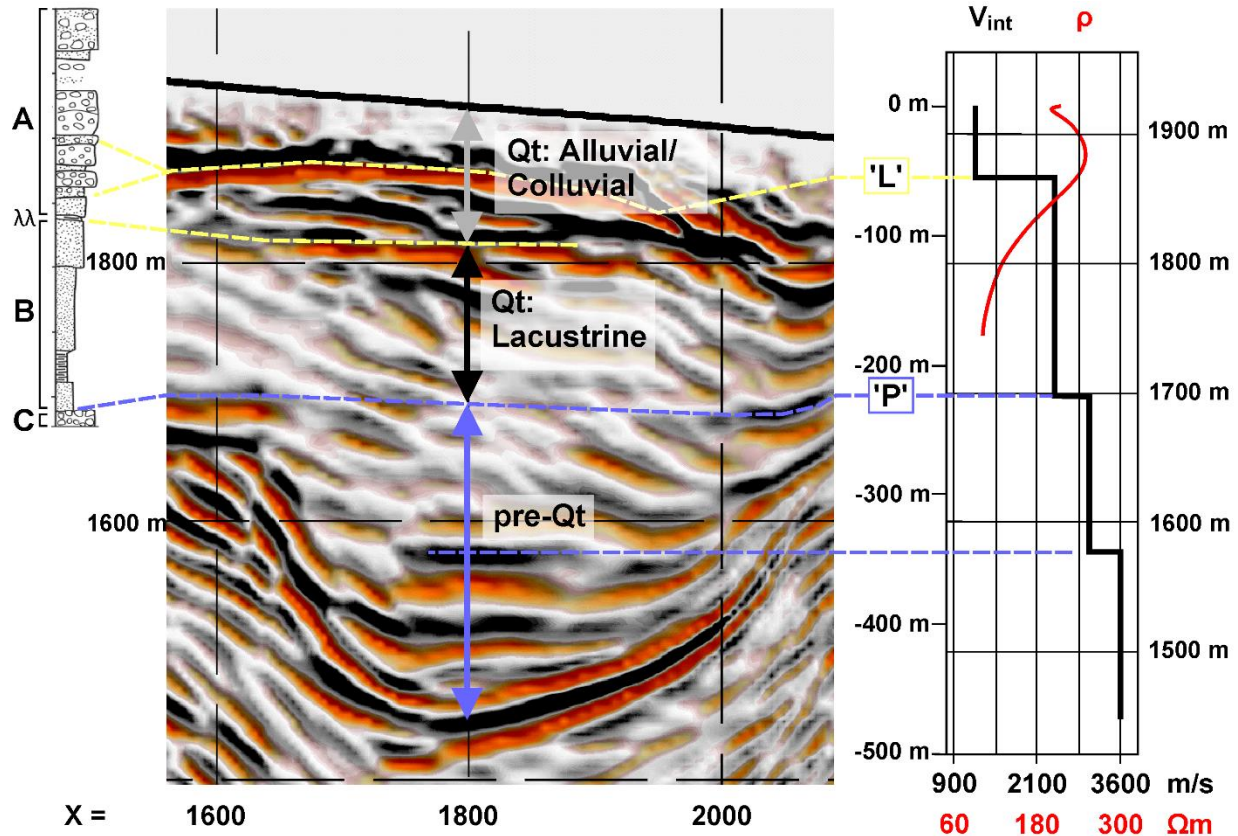 A
λλ
B
C
1800 m
1600 m
Qt: Alluvial/
Colluvial
Qt:
Lacustrine
pre-Qt
X =
1600
1800
2000
'L'
'P'
V int
ρ
0 m
-100 m
-200 m
-300 m
-400 m
-500 m
1900 m
1800 m
1700 m
1600 m
1500 m
900 2100 3600 m/s
60 180 300 Ωm